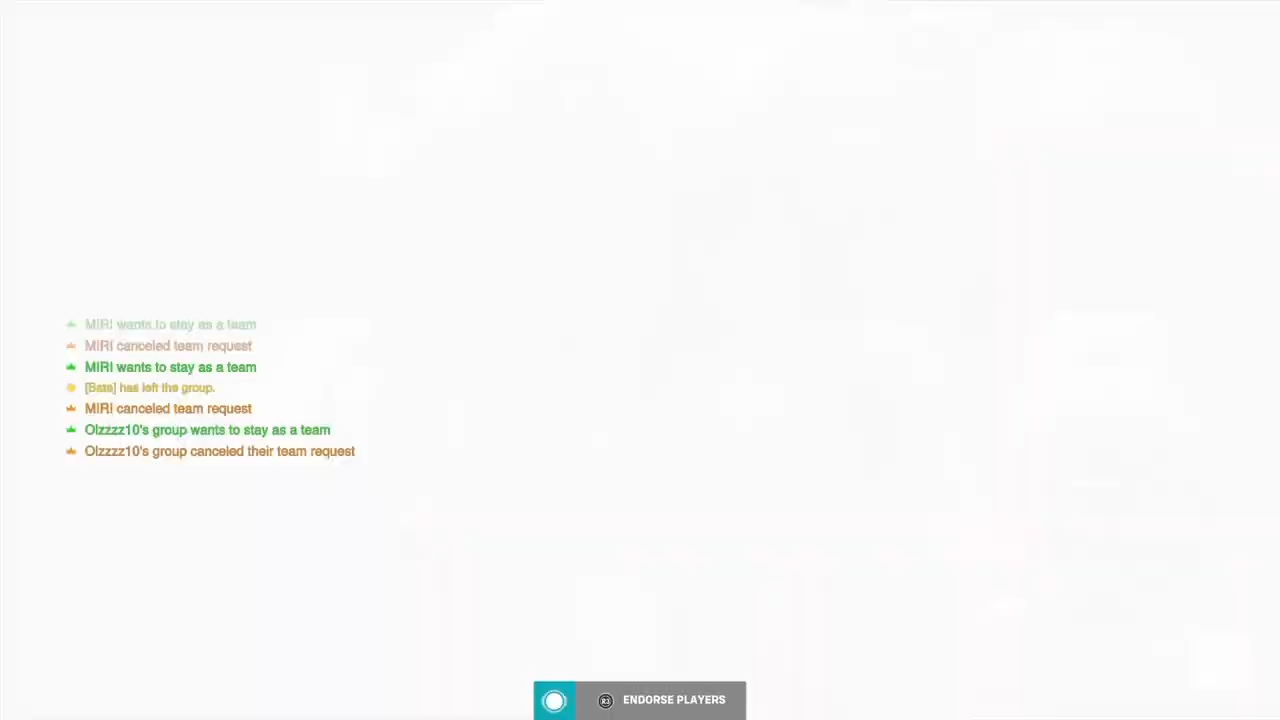 MIRI wants to stay as a team
MIRI canceled team request
MIRI wants to stay as a team
[Bata] has left the group.
MIRI canceled team request
Olzzzz10's group wants to stay as a team
Olzzzz10's group canceled their team request
R3 ENDORSE PLAYERS